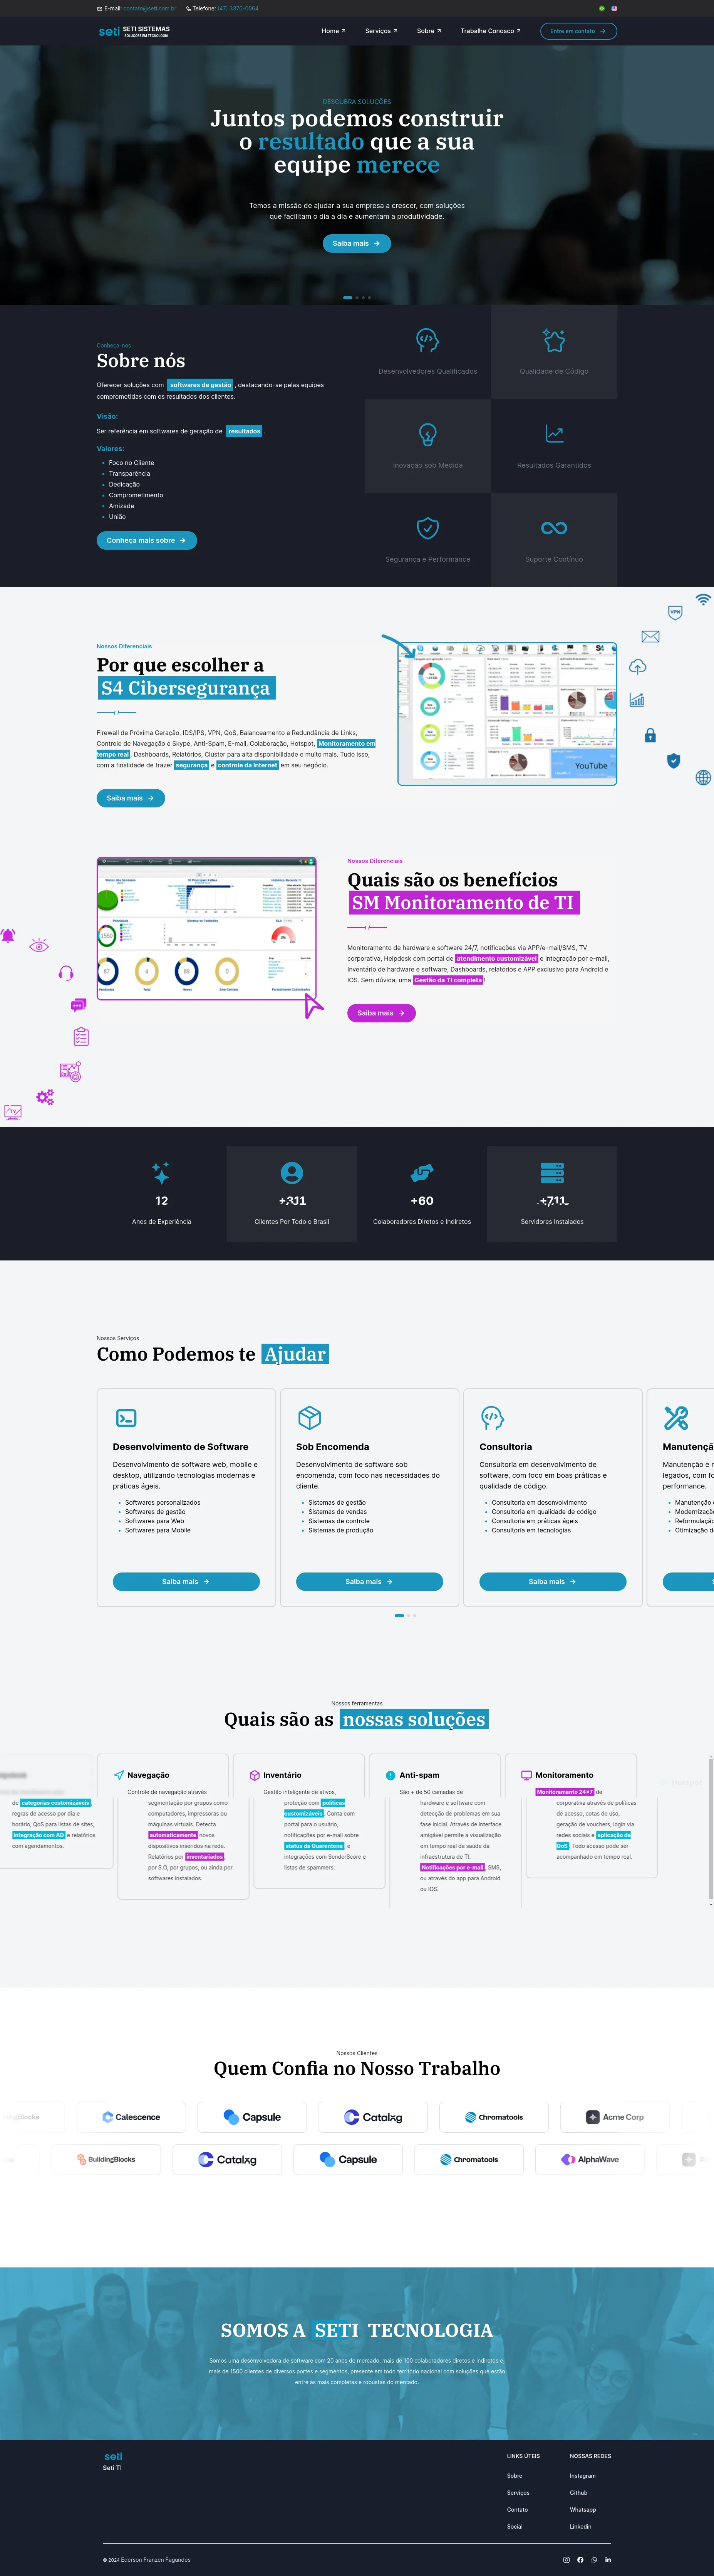 E-mail: contato@seti.com.br
Telefone: (47) 3370-0064
seti
SETI SISTEMAS
SOLUÇÕES EM TECNOLOGIA
Home
Serviços
Sobre
Trabalhe Conosco
Entre em contato
DESCUBRA SOLUÇÕES
Juntos podemos construir
o resultado que a sua
equipe merece
Temos a missão de ajudar a sua empresa a crescer, com soluções
que facilitam o dia a dia e aumentam a produtividade.
Saiba mais
Conheça-nos
Sobre nós
Oferecer soluções com softwares de gestão, destacando-se pelas equipes
comprometidas com os resultados dos clientes.
Visão:
Ser referência em softwares de geração de resultados.
Valores:
Foco no Cliente
Transparência
Dedicação
Comprometimento
Amizade
União
Conheça mais sobre
Desenvolvedores Qualificados
Qualidade de Código
Inovação sob Medida
Resultados Garantidos
Segurança e Performance
Suporte Contínuo
Nossos Diferenciais
Por que escolher a
S4 Cibersegurança
Firewall de Próxima Geração, IDS/IPS, VPN, QoS, Balanceamento e Redundância de Links,
Controle de Navegação e Skype, Anti-Spam, E-mail, Colaboração, Hotspot, Monitoramento em
tempo real, Dashboards, Relatórios, Cluster para alta disponibilidade e muito mais. Tudo isso,
com a finalidade de trazer segurança e controle da Internet em seu negócio.
Saiba mais
YouTube
VPN
Nossos Diferenciais
Quais são os benefícios
SM Monitoramento de TI
Monitoramento de hardware e software 24/7, notificações via APP/e-mail/SMS, TV
corporativa, Helpdesk com portal de atendimento customizável e integração por e-mail,
Inventário de hardware e software, Dashboards, relatórios e APP exclusivo para Android e
IOS. Sem dúvida, uma Gestão da TI completa!
Saiba mais
12
Anos de Experiência
Clientes Por Todo o Brasil
+60
Colaboradores Diretos e Indiretos
+711
Servidores Instalados
Nossos Serviços
Como Podemos te Ajudar
Desenvolvimento de Software
Desenvolvimento de software web, mobile e
desktop, utilizando tecnologias modernas e
práticas ágeis.
Softwares personalizados
Softwares de gestão
Softwares para Web
Softwares para Mobile
Saiba mais
Sob Encomenda
Desenvolvimento de software sob
encomenda, com foco nas necessidades do
cliente.
Sistemas de gestão
Sistemas de vendas
Sistemas de controle
Sistemas de produção
Saiba mais
Consultoria
Consultoria em desenvolvimento de
software, com foco em boas práticas e
qualidade de código.
Consultoria em desenvolvimento
Consultoria em qualidade de código
Consultoria em práticas ágeis
Consultoria em tecnologias
Saiba mais
Nossos ferramentas
Quais são as nossas soluções
de categorias customizáveis,
regras de acesso por dia e
horário, QoS para listas de sites,
integração com AD e relatórios
com agendamentos.
Navegação
Controle de navegação através
segmentação por grupos como
computadores, impressoras ou
máquinas virtuais. Detecta
automaticamente novos
dispositivos inseridos na rede.
Relatórios por inventariados,
por S.O, por grupos, ou ainda por
softwares instalados.
Inventário
Gestão inteligente de ativos,
proteção com políticas
customizáveis. Conta com
portal para o usuário,
notificações por e-mail sobre
status da Quarentena, e
integrações com SenderScore e
listas de spammers.
Anti-spam
São + de 50 camadas de
hardware e software com
detecção de problemas em sua
fase inicial. Através de interface
amigável permite a visualização
em tempo real da saúde da
infraestrutura de TI.
Notificações por e-mail, SMS,
ou através do app para Android
ou IOS.
Monitoramento
Monitoramento 24x7 de
corporativa através de políticas
de acesso, cotas de uso,
geração de vouchers, login via
redes sociais e aplicação de
QoS. Todo acesso pode ser
acompanhado em tempo real.
Nossos Clientes
Quem Confia no Nosso Trabalho
Calescence
Capsule
Catalog
Chromatools
Acme Corp
BuildingBlocks
Catalog
Capsule
Chromatools
AlphaWave
SOMOS A SETI TECNOLOGIA
Somos uma desenvolvedora de software com 20 anos de mercado, mais de 100 colaboradores diretos e indiretos e,
mais de 1500 clientes de diversos portes e segmentos, presente em todo território nacional com soluções que estão
entre as mais completas e robustas do mercado.
seti
Seti TI
LINKS ÚTEIS
Sobre
Serviços
Contato
Social
NOSSAS REDES
Instagram
Github
Whatsapp
Linkedin
© 2024 Ederson Franzen Fagundes